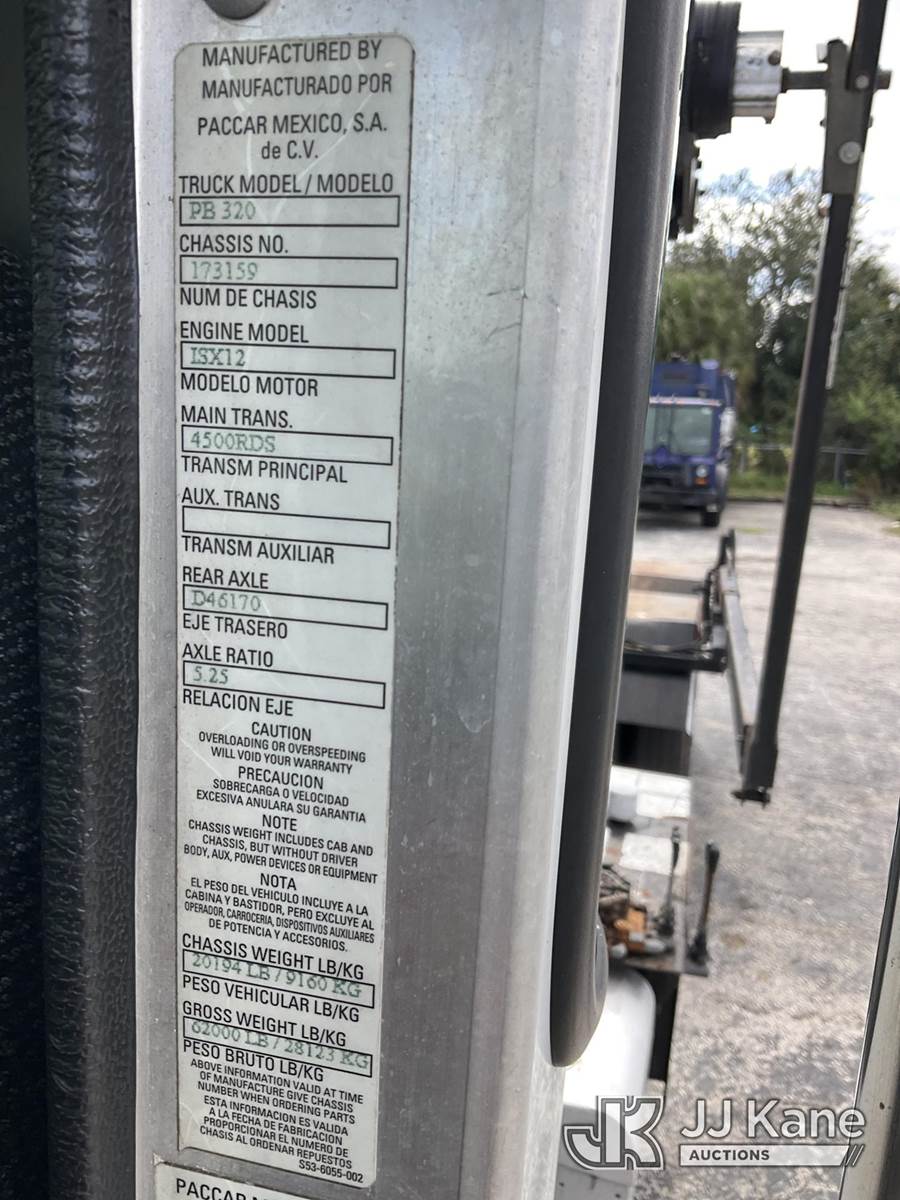 MANUFACTURED BY
MANUFACTURADO POR
PACCAR MEXICO, S.A.
de C.V.
TRUCK MODEL / MODELO
PB 320
CHASSIS NO.
173159
NUM DE CHASIS
ENGINE MODEL
ISX12
MODELO MOTOR
MAIN TRANS.
4500RDS
TRANSM PRINCIPAL
AUX. TRANS
TRANSM AUXILIAR
REAR AXLE
D46170
EJE TRASERO
AXLE RATIO
5.25
RELACION EJE
CAUTION
OVERLOADING OR OVERSPEEDING
WILL VOID YOUR WARRANTY
PRECAUCION
SOBRECARGA O VELOCIDAD
EXCESIVA ANULARA SU GARANTIA
NOTE
CHASSIS WEIGHT INCLUDES CAB AND
CHASSIS, BUT WITHOUT DRIVER
BODY, AUX, POWER DEVICES OR EQUIPMENT
NOTA
EL PESO DEL VEHICULO INCLUYE A LA
CABINA Y BASTIDOR, PERO EXCLUYE AL
OPERADOR, CARROCERIA, DISPOSITIVOS AUXILIARES
DE POTENCIA Y ACCESORIOS.
CHASSIS WEIGHT LB/KG
20194 LB / 9160 KG
PESO VEHICULAR LB/KG
GROSS WEIGHT LB/KG
62000 LB / 28123 KG
PESO BRUTO LB/KG
ABOVE INFORMATION VALID AT TIME
OF MANUFACTURE GIVE CHASSIS
NUMBER WHEN ORDERING PARTS
ESTA INFORMACION ES VALIDA
A LA FECHA DE FABRICACION
PROPORCIONAR EL NUMERO DE
CHASIS AL ORDENAR REPUESTOS
S53-6055-002
PACCAR
JK JJ Kane
AUCTIONS